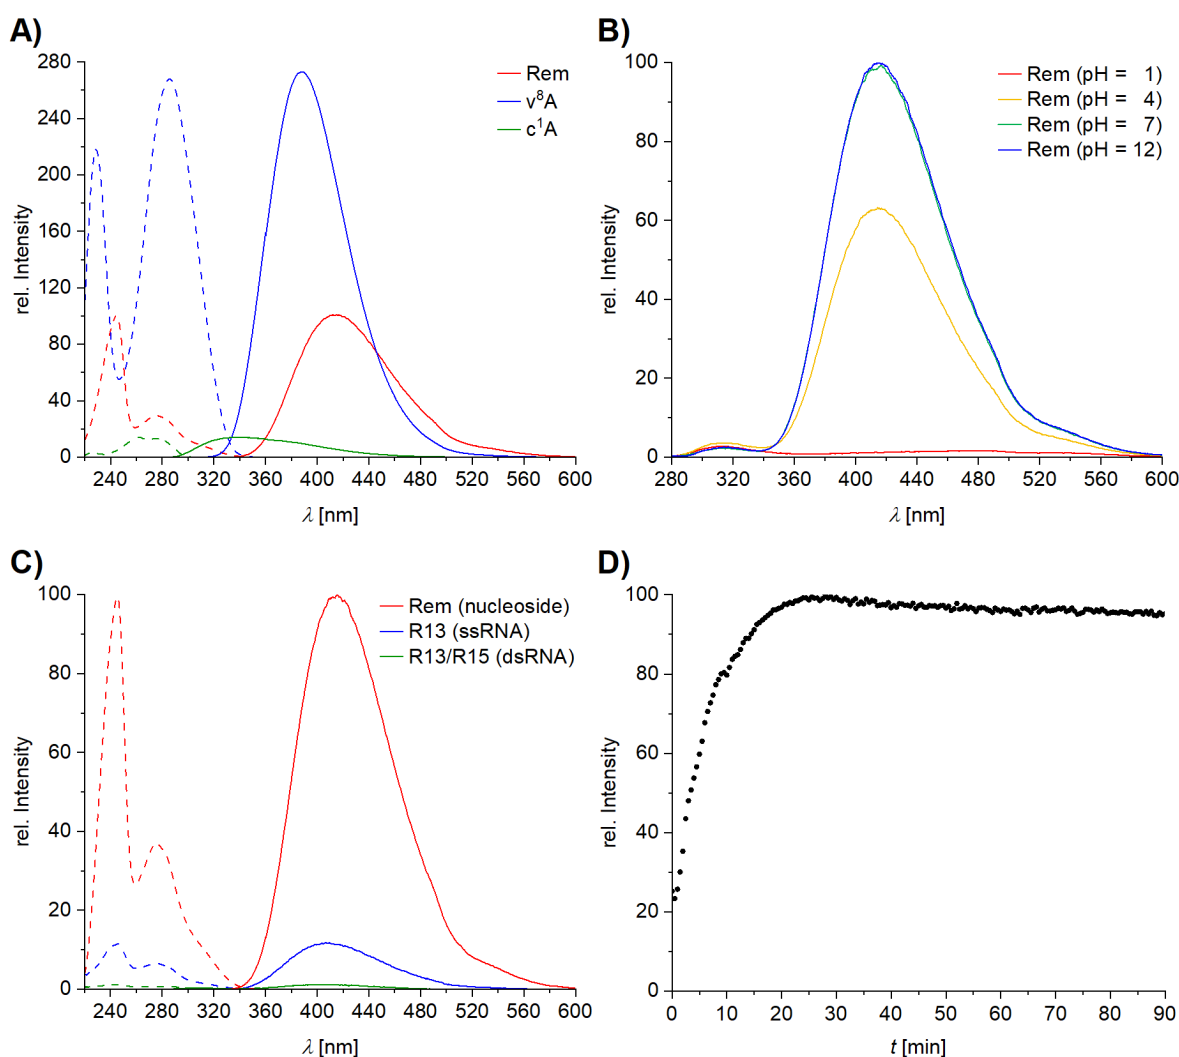 A)
280
240
200
160
120
80
40
0
rel. Intensity
240 280 320 360 400 440 480 520 560 600
λ [nm]
Rem
v⁸A
c¹A
B)
100
80
60
40
20
0
rel. Intensity
280 320 360 400 440 480 520 560 600
λ [nm]
Rem (pH = 1)
Rem (pH = 4)
Rem (pH = 7)
Rem (pH = 12)
C)
100
80
60
40
20
0
rel. Intensity
240 280 320 360 400 440 480 520 560 600
λ [nm]
Rem (nucleoside)
R13 (ssRNA)
R13/R15 (dsRNA)
D)
100
80
60
40
20
0
rel. Intensity
0 10 20 30 40 50 60 70 80 90
t [min]